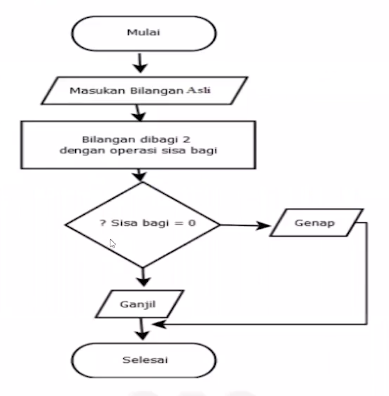 Mulai
Masukan Bilangan Asli
Bilangan dibagi 2
dengan operasi sisa bagi
? Sisa bagi = 0
Genap
Ganjil
Selesai